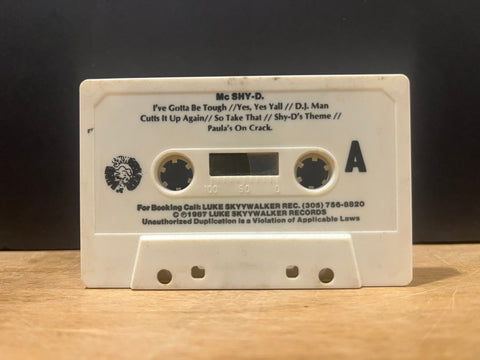 Mc SHY-D.
I've Gotta Be Tough //Yes, Yes Yall // D.J. Man
Cutts It Up Again// So Take That // Shy-D's Theme //
Paula's On Crack.
A
100 50 0
For Booking Call: LUKE SKYYWALKER REC. (305) 756-8820
© ℗1987 LUKE SKYYWALKER RECORDS
Unauthorized Duplication is a Violation of Applicable Laws